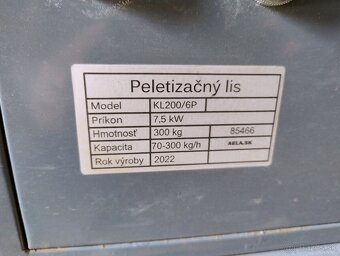 Peletizačný lis
Model KL200/6P
Príkon 7,5 kW
Hmotnosť 300 kg 85466
Kapacita 70-300 kg/h ABLA.SK
Rok výroby 2022